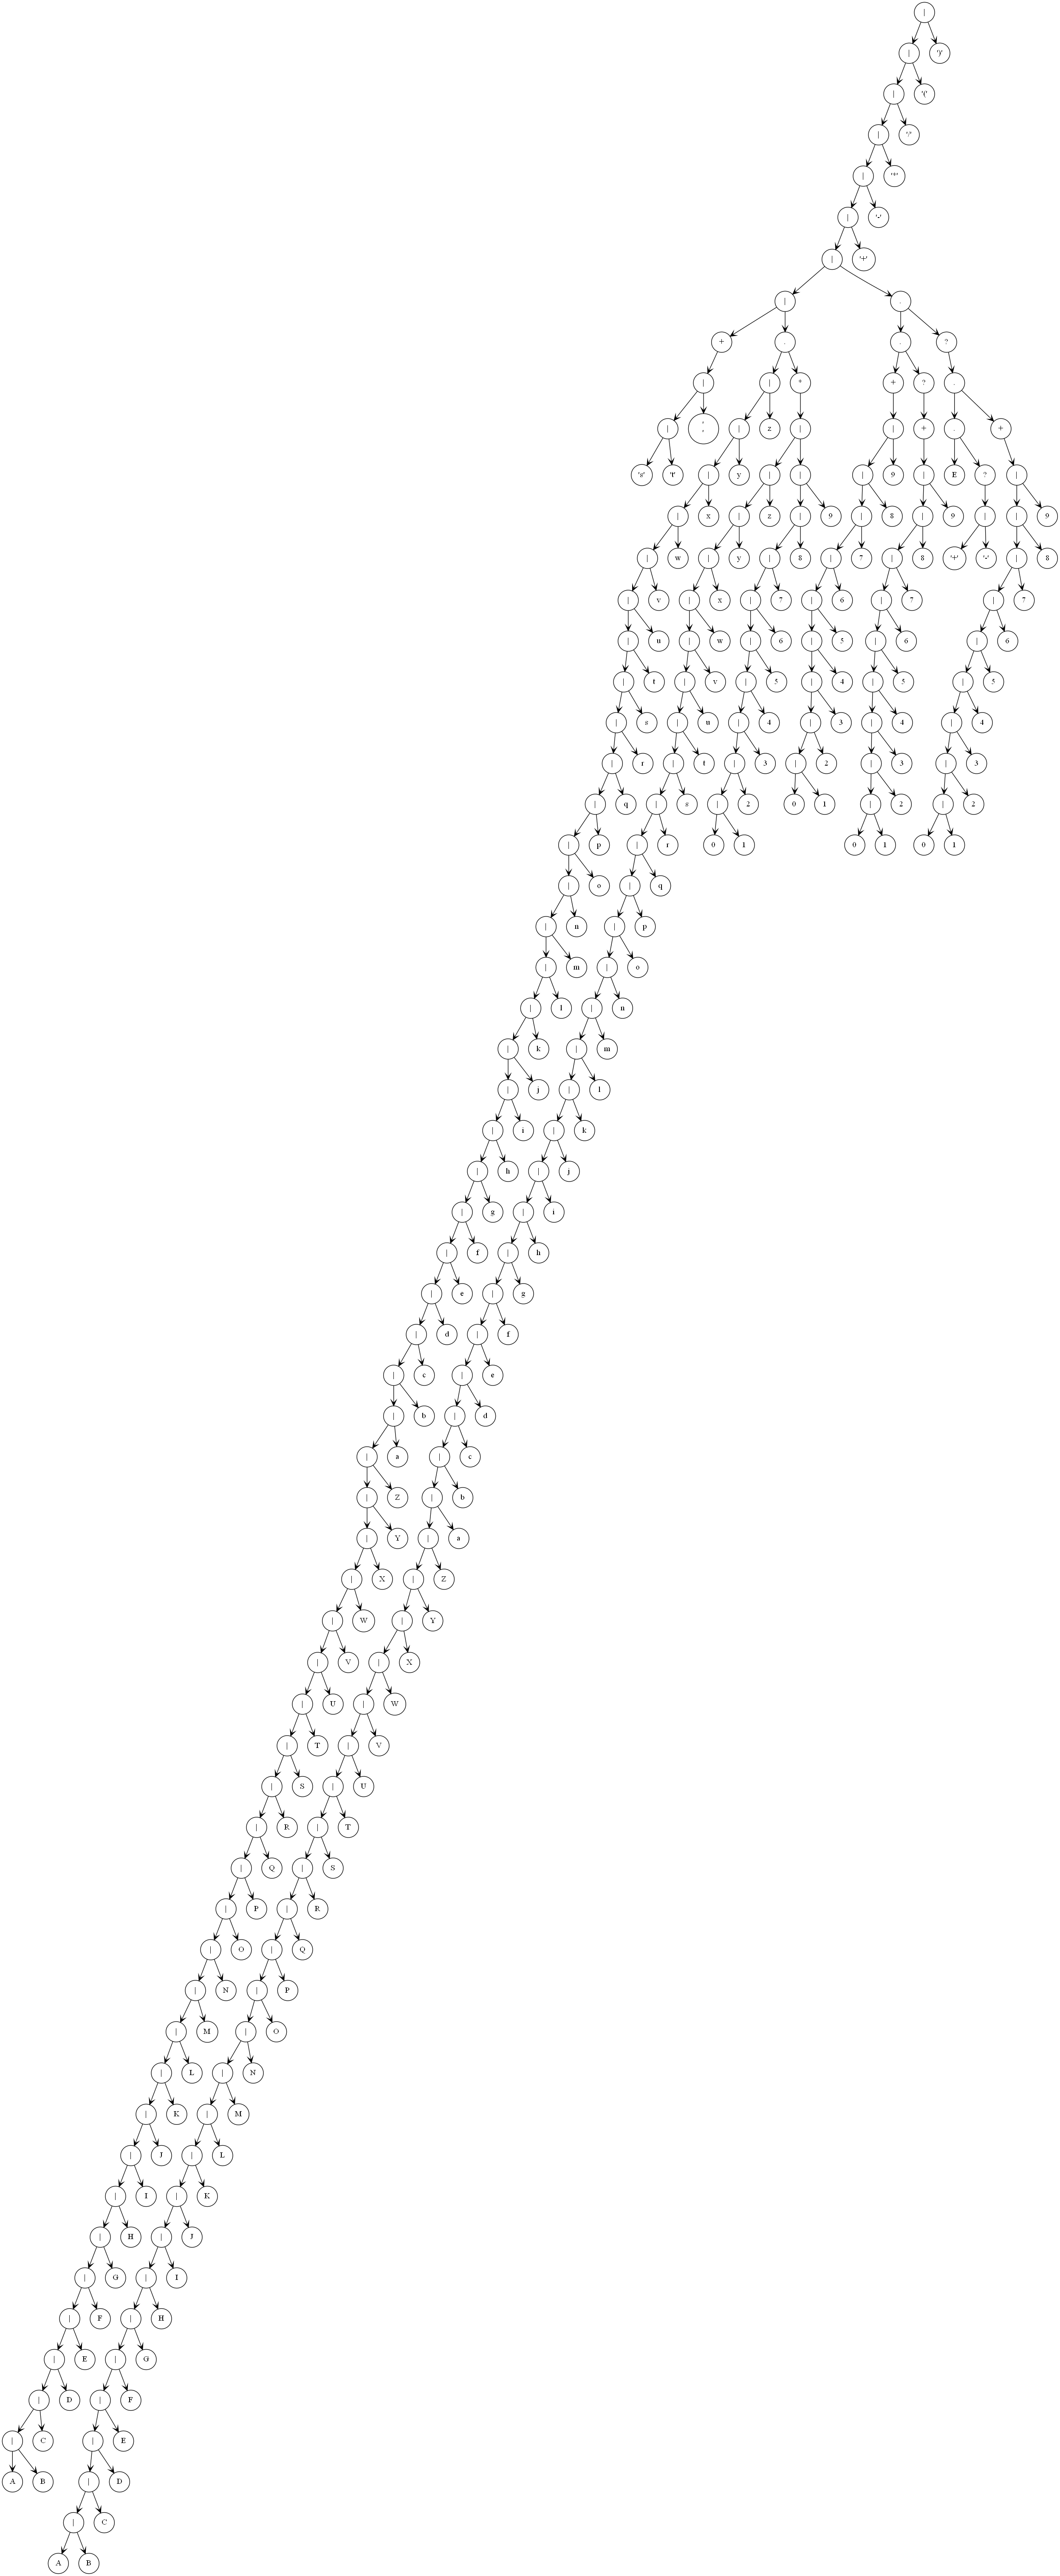 |
| ')'
| '('
| '/'
| '*'
| '-'
| '+'
| .
+ . . ?
| | * + ? .
| | z | | + . +
's' 't' | y | | | 9 | E ? |
| x | z | 9 | 8 | 9 '+' '-' | 9
| w | y | 8 | 7 | 8 | 8
| v | x | 7 | 6 | 7 | 7
| u | w | 6 | 5 | 6 | 6
| t | v | 5 | 4 | 5 | 5
| s | u | 4 | 3 | 4 | 4
| r | t | 3 | 2 | 3 | 3
| q | s | 2 0 1 | 2 | 2
| p | r 0 1 0 1 0 1
| o | q
| n | p
| m | o
| l | n
| k | m
| j | l
| i | k
| h | j
| g | i
| f | h
| e | g
| d | f
| c | e
| b | d
| a | c
| Z | b
| Y | a
| X | Z
| W | Y
| V | X
| U | W
| T | V
| S | U
| R | T
| Q | S
| P | R
| O | Q
| N | P
| M | O
| L | N
| K | M
| J | L
| I | K
| H | J
| G | I
| F | H
| E | G
| D | F
| C | E
A B | D
| C
A B